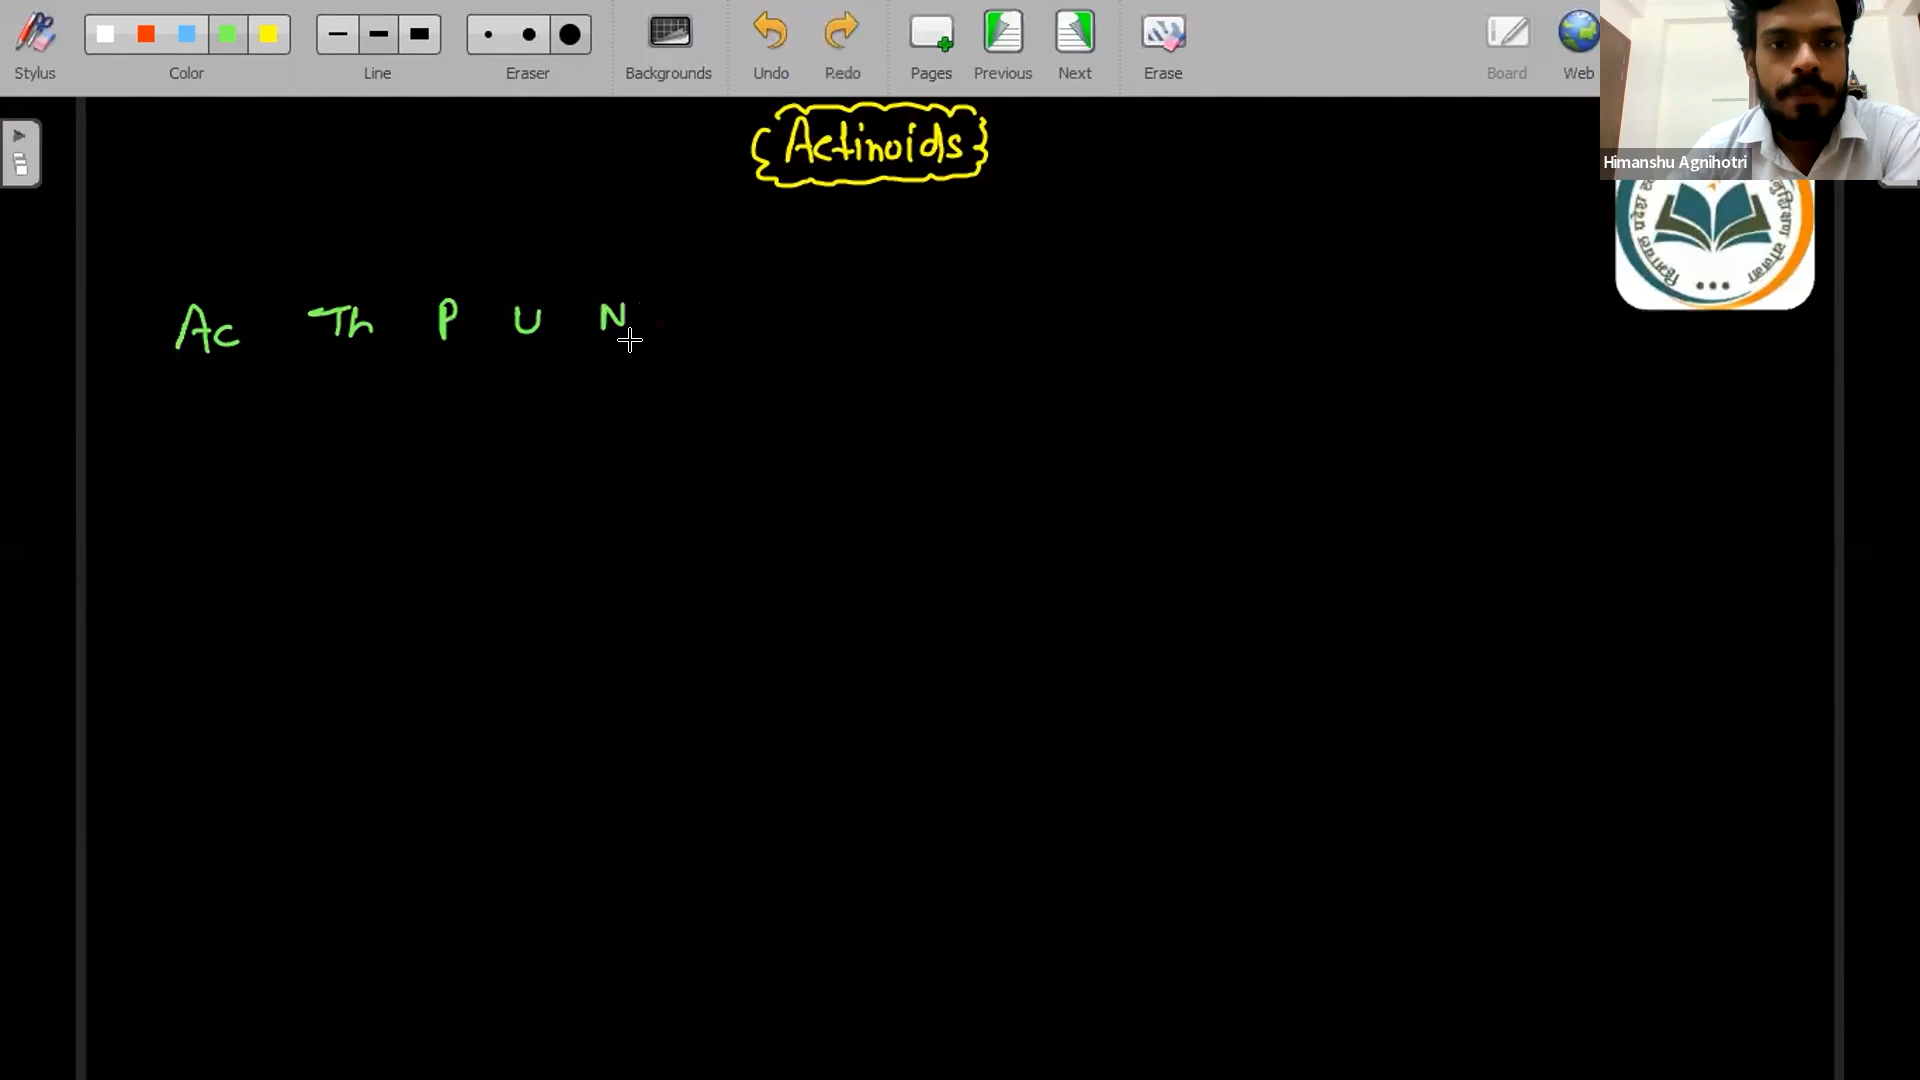 Stylus
Color
Line
Eraser
Backgrounds
Undo
Redo
Pages
Previous
Next
Erase
Board
Web
Himanshu Agnihotri
{Actinoids}
Ac Th P U N